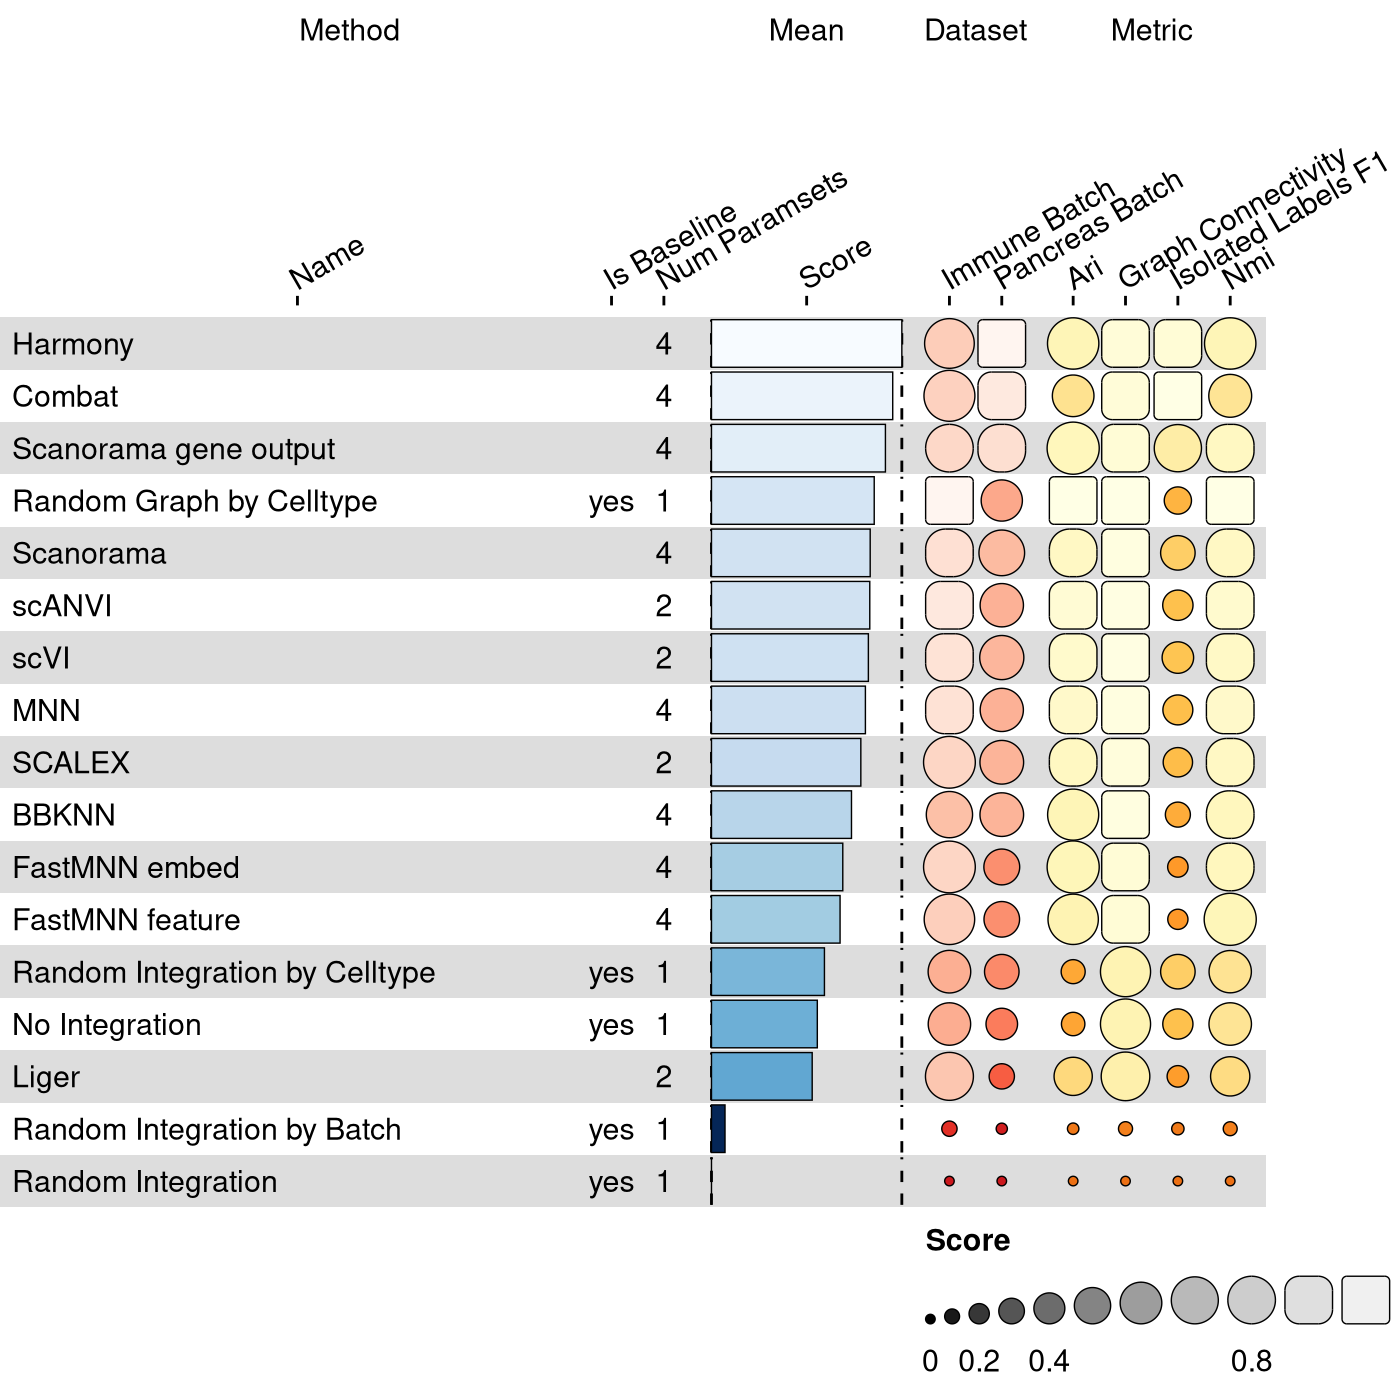 Method Mean Dataset Metric
Name Is Baseline Num Paramsets Score Immune Batch Pancreas Batch Ari Graph Connectivity Isolated Labels F1 Nmi
Harmony 4
Combat 4
Scanorama gene output 4
Random Graph by Celltype yes 1
Scanorama 4
scANVI 2
scVI 2
MNN 4
SCALEX 2
BBKNN 4
FastMNN embed 4
FastMNN feature 4
Random Integration by Celltype yes 1
No Integration yes 1
Liger 2
Random Integration by Batch yes 1
Random Integration yes 1
Score
0 0.2 0.4 0.8